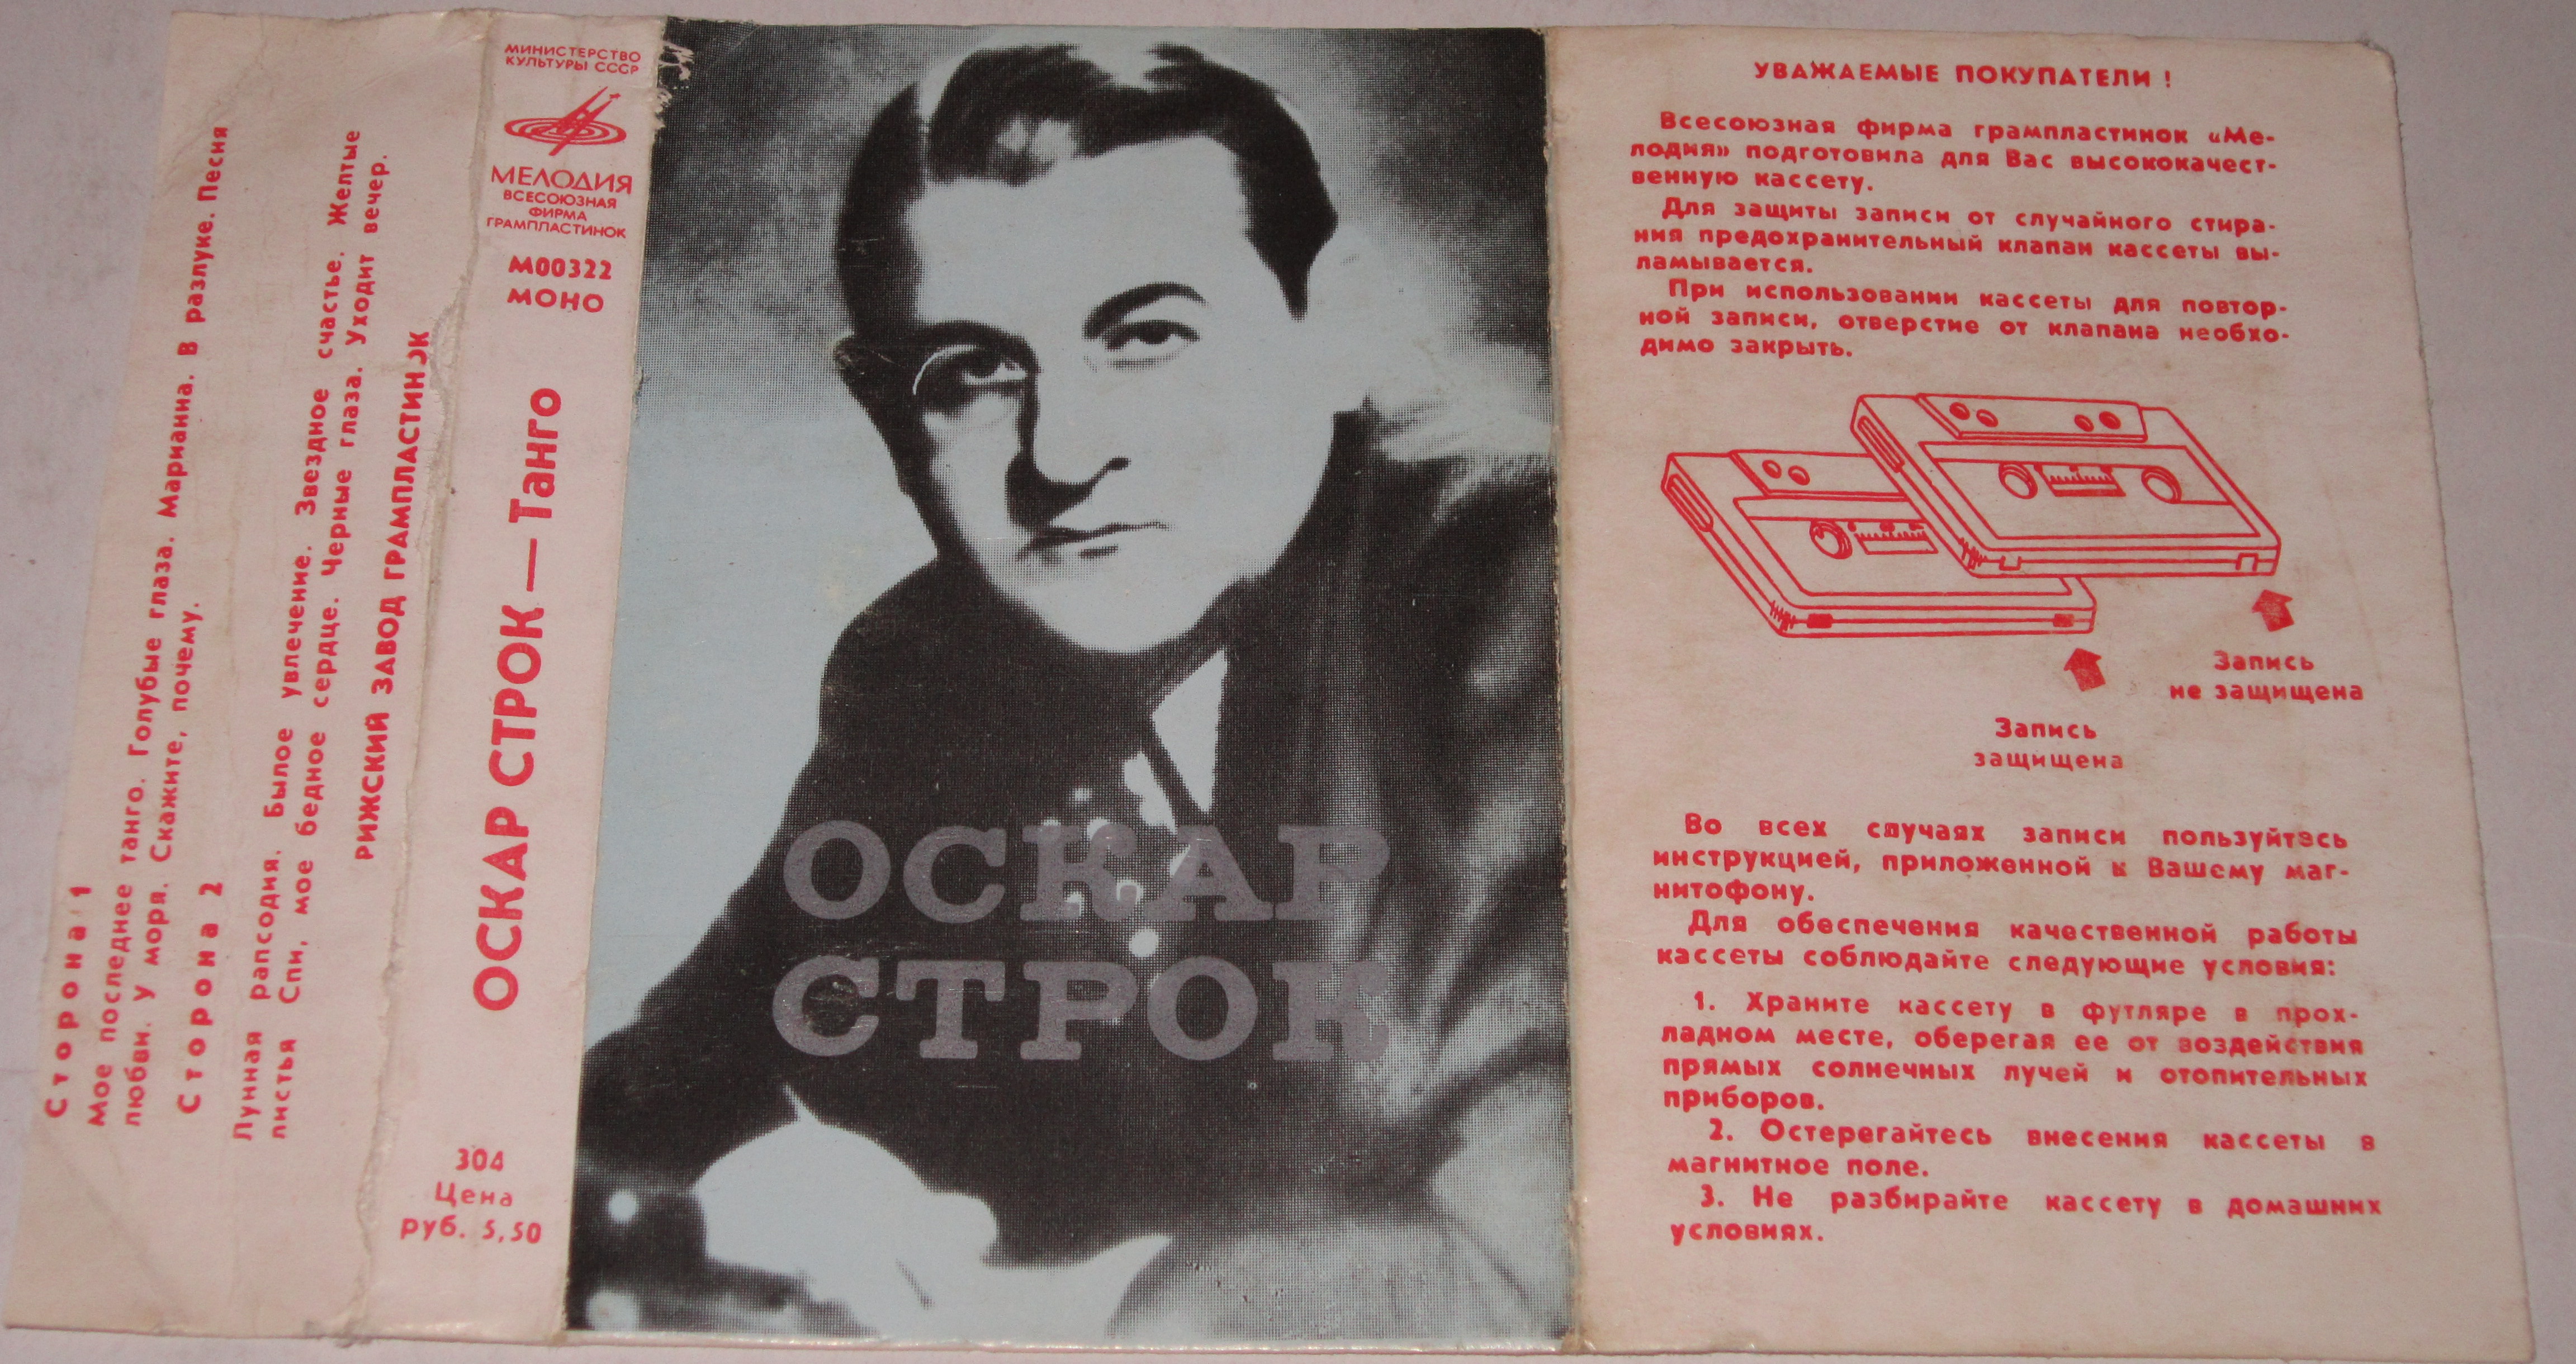 Сторона 1
Мое последнее танго. Голубые глаза. Марианна. В разлуке. Песня
любви. У моря. Скажите, почему.
Сторона 2
Лунная рапсодия. Былое увлечение. Звездное счастье. Желтые
листья Спи, мое бедное сердце. Черные глаза. Уходит вечер.
РИЖСКИЙ ЗАВОД ГРАМПЛАСТИНОК
МИНИСТЕРСТВО
КУЛЬТУРЫ СССР
МЕЛОДИЯ
ВСЕСОЮЗНАЯ
ФИРМА
ГРАМПЛАСТИНОК
М00322
МОНО
ОСКАР СТРОК — Танго
304
Цена
руб. 5,50
ОСКАР
СТРОК
УВАЖАЕМЫЕ ПОКУПАТЕЛИ !
Всесоюзная фирма грампластинок «Ме-
лодия» подготовила для Вас высококачест-
венную кассету.
Для защиты записи от случайного стира-
ния предохранительный клапан кассеты вы-
ламывается.
При использовании кассеты для повтор-
ной записи, отверстие от клапана необхо-
димо закрыть.
Запись
не защищена
Запись
защищена
Во всех случаях записи пользуйтесь
инструкцией, приложенной к Вашему маг-
нитофону.
Для обеспечения качественной работы
кассеты соблюдайте следующие условия:
1. Храните кассету в футляре в прох-
ладном месте, оберегая ее от воздействия
прямых солнечных лучей и отопительных
приборов.
2. Остерегайтесь внесения кассеты в
магнитное поле.
3. Не разбирайте кассету в домашних
условиях.